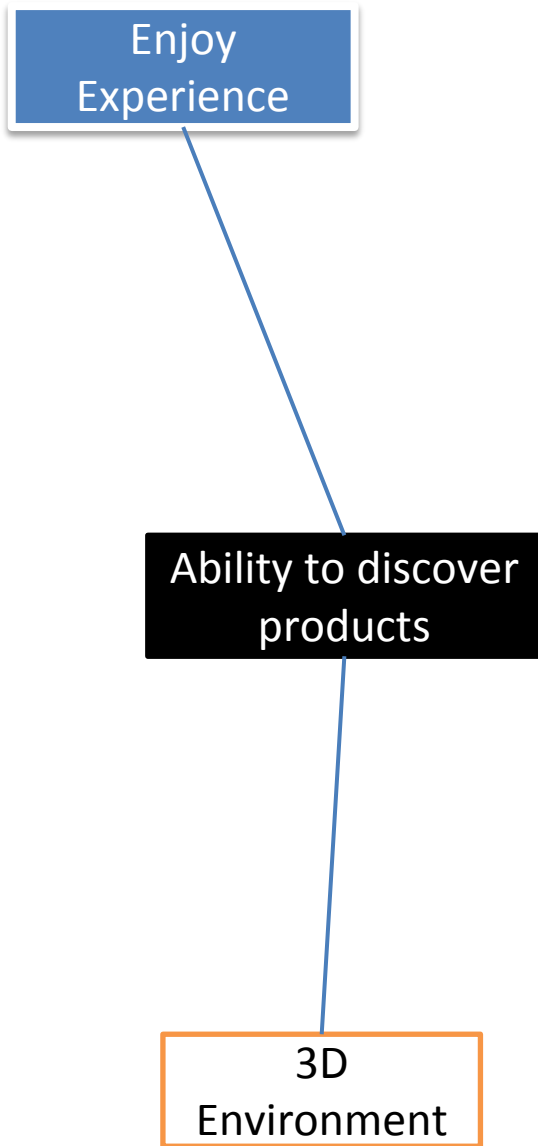 Enjoy
Experience
Ability to discover
products
3D
Environment